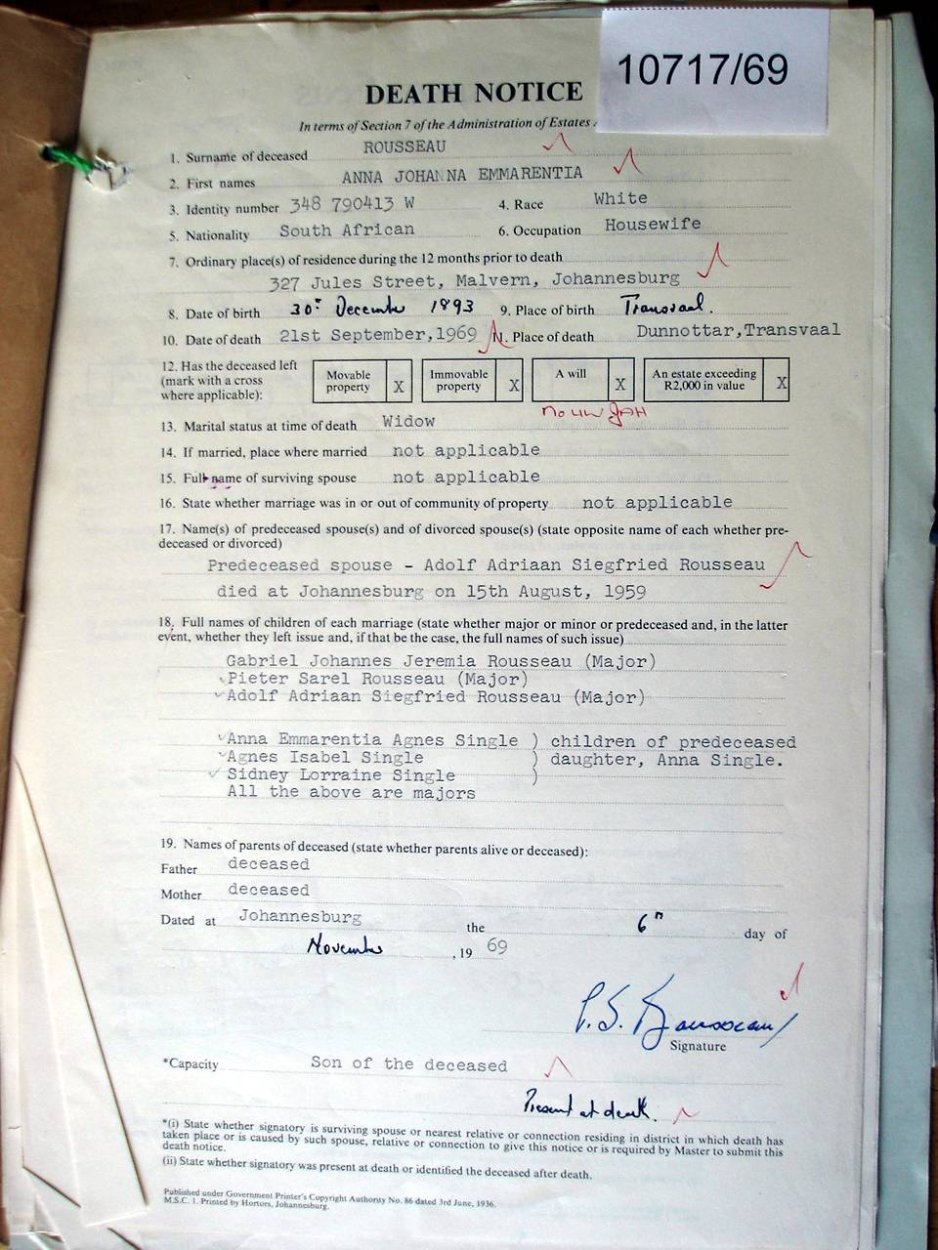 10717/69
DEATH NOTICE
In terms of Section 7 of the Administration of Estates
1. Surname of deceased ROUSSEAU
2. First names ANNA JOHANNA EMMARENTIA
3. Identity number 348 790413 W 4. Race White
5. Nationality South African 6. Occupation Housewife
7. Ordinary place(s) of residence during the 12 months prior to death
327 Jules Street, Malvern, Johannesburg
8. Date of birth 30th December 1893 9. Place of birth Transvaal.
10. Date of death 21st September,1969 11. Place of death Dunnottar,Transvaal
12. Has the deceased left Movable Immovable A will An estate exceeding
(mark with a cross property X property X X R2,000 in value X
where applicable):
13. Marital status at time of death Widow
14. If married, place where married not applicable
15. Full name of surviving spouse not applicable
16. State whether marriage was in or out of community of property not applicable
17. Name(s) of predeceased spouse(s) and of divorced spouse(s) (state opposite name of each whether pre-
deceased or divorced)
Predeceased spouse - Adolf Adriaan Siegfried Rousseau
died at Johannesburg on 15th August, 1959
18. Full names of children of each marriage (state whether major or minor or predeceased and, in the latter
event, whether they left issue and, if that be the case, the full names of such issue)
Gabriel Johannes Jeremia Rousseau (Major)
Pieter Sarel Rousseau (Major)
Adolf Adriaan Siegfried Rousseau (Major)
Anna Emmarentia Agnes Single ) children of predeceased
Agnes Isabel Single ) daughter, Anna Single.
Sidney Lorraine Single )
All the above are majors
19. Names of parents of deceased (state whether parents alive or deceased):
Father deceased
Mother deceased
Dated at Johannesburg the 6th day of
November , 19 69
P.S. Rousseau
Signature
*Capacity Son of the deceased
Present at death.
*(i) State whether signatory is surviving spouse or nearest relative or connection residing in district in which death has
taken place or is caused by such spouse, relative or connection to give this notice or is required by Master to submit this
death notice.
(ii) State whether signatory was present at death or identified the deceased after death.
Published under Government Printer's Copyright Authority No. 86 dated 3rd June, 1936.
M.S.C. 1. Printed by Hortors, Johannesburg.